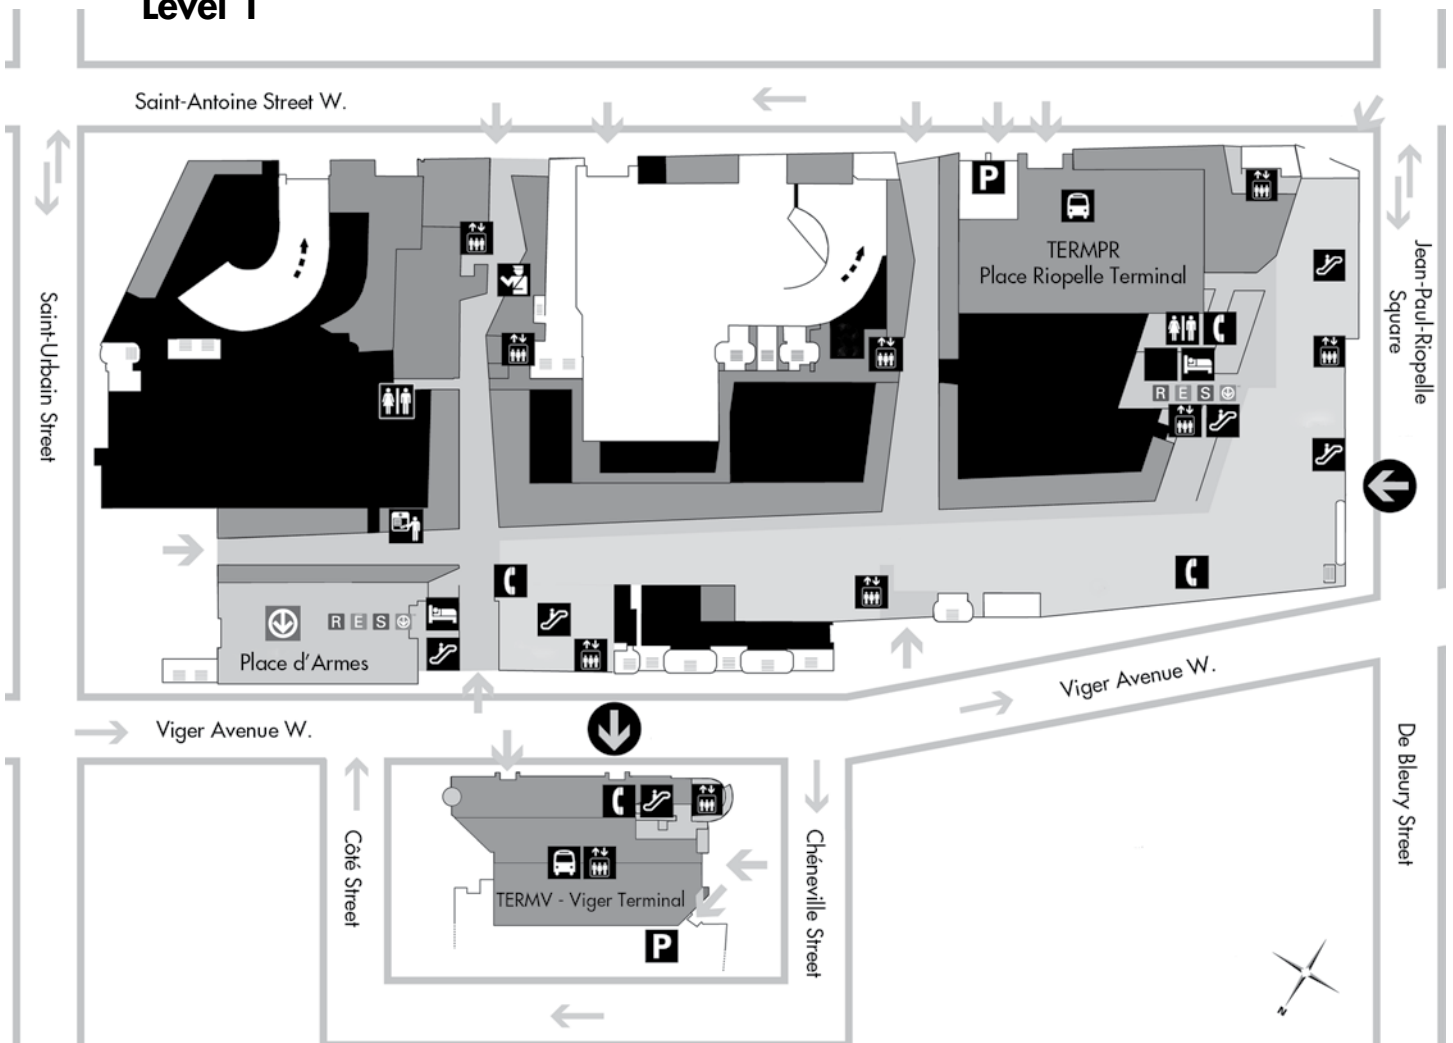 Level 1
Saint-Antoine Street W.
P
TERMPR
Place Riopelle Terminal
Jean-Paul-Riopelle
Square
Saint-Urbain Street
R E S
R E S
Place d'Armes
Viger Avenue W.
Viger Avenue W.
De Bleury Street
Côté Street
Chéneville Street
TERMV - Viger Terminal
P
N